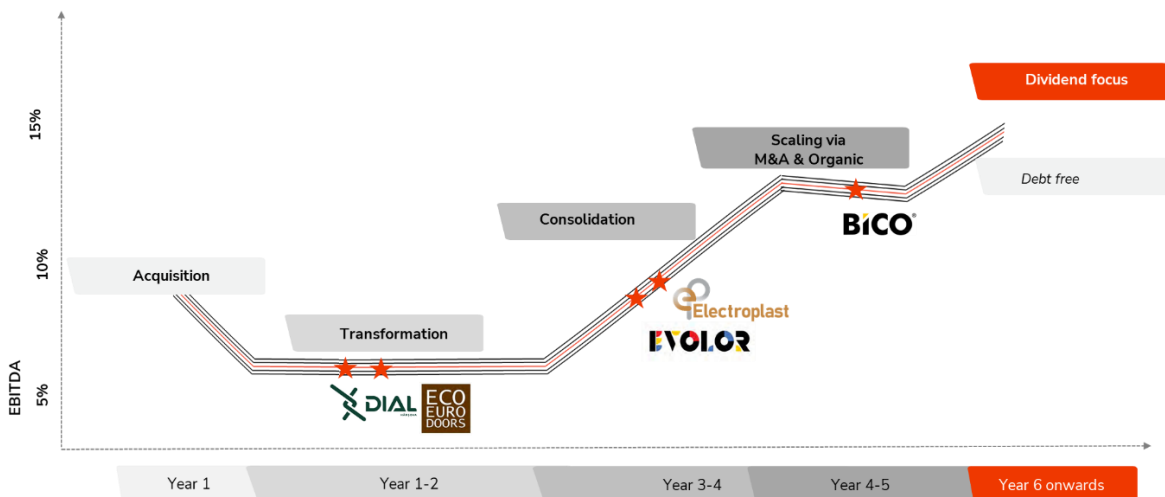 Dividend focus
15%
Scaling via
M&A & Organic
Debt free
Consolidation
BiCO®
10%
Acquisition
Electroplast
Transformation
EVOLOR
5%
EBITDA
DIAL
ECO
EURO
DOORS
Year 1
Year 1-2
Year 3-4
Year 4-5
Year 6 onwards